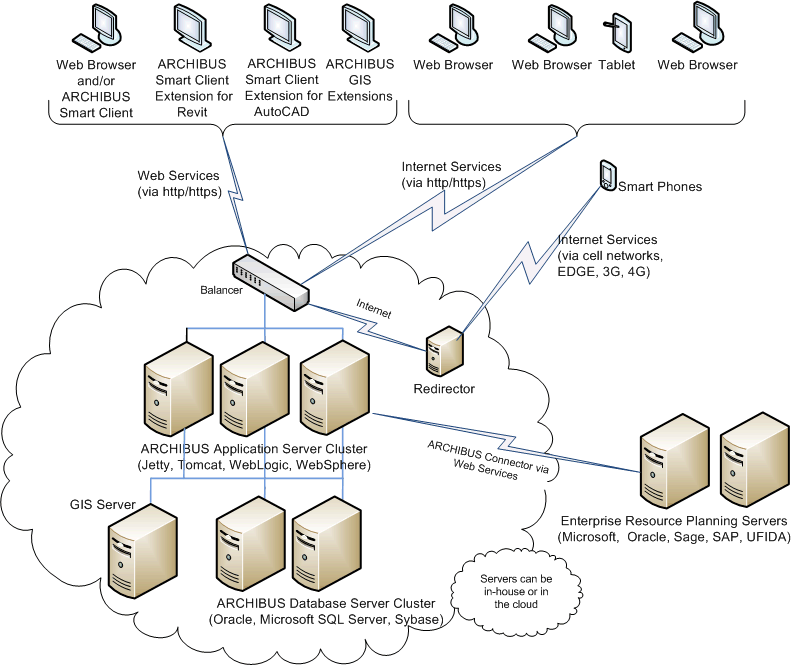 Web Browser
and/or
ARCHIBUS
Smart Client
ARCHIBUS
Smart Client
Extension for
Revit
ARCHIBUS
Smart Client
Extension for
AutoCAD
ARCHIBUS
GIS
Extensions
Web Browser
Web Browser
Tablet
Web Browser
Web Services
(via http/https)
Internet Services
(via http/https)
Smart Phones
Internet Services
(via cell networks,
EDGE, 3G, 4G)
Balancer
Internet
Redirector
ARCHIBUS Application Server Cluster
(Jetty, Tomcat, WebLogic, WebSphere)
ARCHIBUS Connector via
Web Services
GIS Server
Enterprise Resource Planning Servers
(Microsoft, Oracle, Sage, SAP, UFIDA)
Servers can be
in-house or in
the cloud
ARCHIBUS Database Server Cluster
(Oracle, Microsoft SQL Server, Sybase)